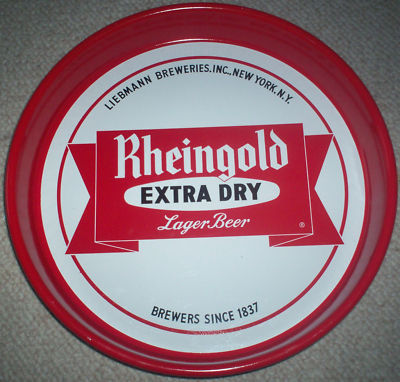 LIEBMANN BREWERIES.INC., NEW YORK, N.Y.
Rheingold
EXTRA DRY
Lager Beer
®
BREWERS SINCE 1837